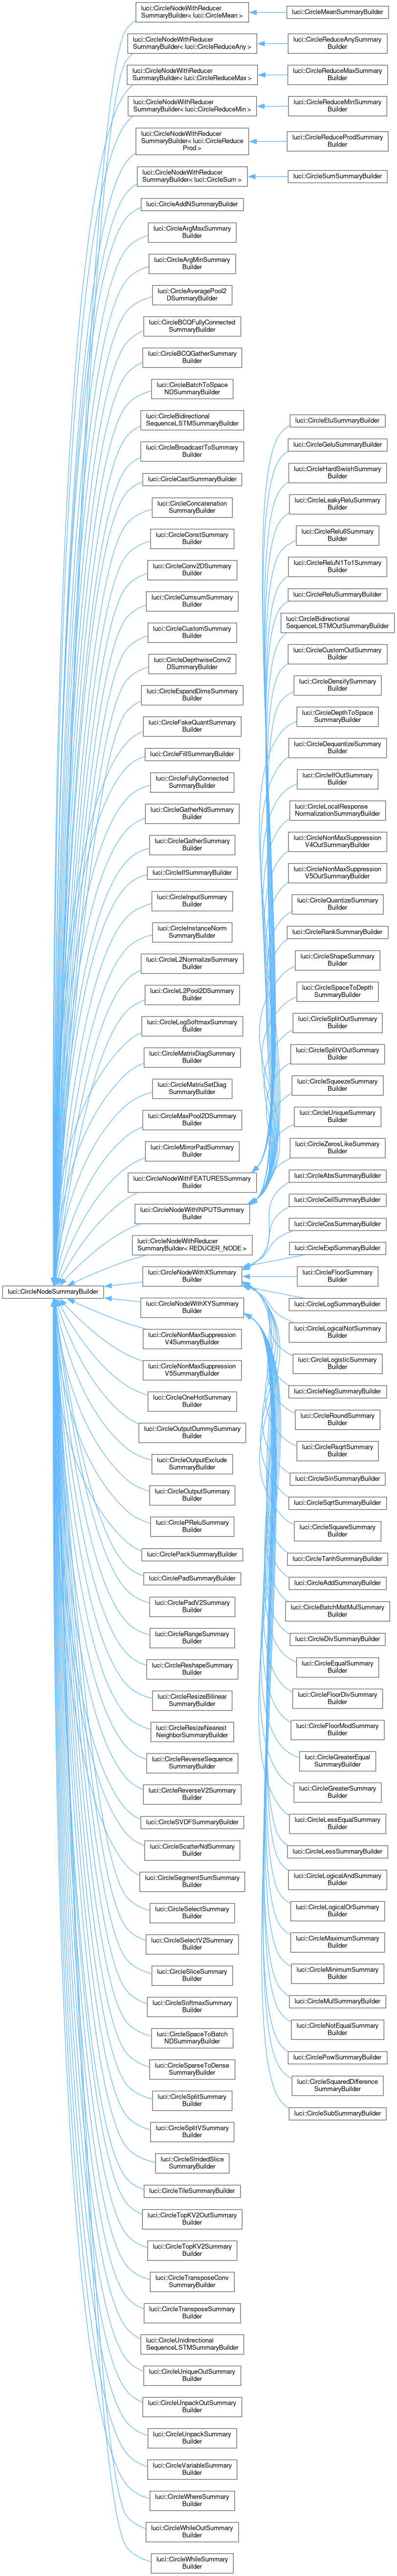 luci::CircleNodeWithReducer
SummaryBuilder< luci::CircleMean >
luci::CircleMeanSummaryBuilder
luci::CircleNodeWithReducer
SummaryBuilder< luci::CircleReduceAny >
luci::CircleReduceAnySummary
Builder
luci::CircleNodeWithReducer
SummaryBuilder< luci::CircleReduceMax >
luci::CircleReduceMaxSummary
Builder
luci::CircleNodeWithReducer
SummaryBuilder< luci::CircleReduceMin >
luci::CircleReduceMinSummary
Builder
luci::CircleNodeWithReducer
SummaryBuilder< luci::CircleReduce
Prod >
luci::CircleReduceProdSummary
Builder
luci::CircleNodeWithReducer
SummaryBuilder< luci::CircleSum >
luci::CircleSumSummaryBuilder
luci::CircleAddNSummaryBuilder
luci::CircleArgMaxSummary
Builder
luci::CircleArgMinSummary
Builder
luci::CircleAveragePool2
DSummaryBuilder
luci::CircleBCQFullyConnected
SummaryBuilder
luci::CircleBCQGatherSummary
Builder
luci::CircleBatchToSpace
NDSummaryBuilder
luci::CircleBidirectional
SequenceLSTMSummaryBuilder
luci::CircleBroadcastToSummary
Builder
luci::CircleCastSummaryBuilder
luci::CircleConcatenation
SummaryBuilder
luci::CircleConstSummary
Builder
luci::CircleConv2DSummary
Builder
luci::CircleCumsumSummary
Builder
luci::CircleCustomSummary
Builder
luci::CircleDepthwiseConv2
DSummaryBuilder
luci::CircleExpandDimsSummary
Builder
luci::CircleFakeQuantSummary
Builder
luci::CircleFillSummaryBuilder
luci::CircleFullyConnected
SummaryBuilder
luci::CircleGatherNdSummary
Builder
luci::CircleGatherSummary
Builder
luci::CircleIfSummaryBuilder
luci::CircleInputSummary
Builder
luci::CircleInstanceNorm
SummaryBuilder
luci::CircleL2NormalizeSummary
Builder
luci::CircleL2Pool2DSummary
Builder
luci::CircleLogSoftmaxSummary
Builder
luci::CircleMatrixDiagSummary
Builder
luci::CircleMatrixSetDiag
SummaryBuilder
luci::CircleMaxPool2DSummary
Builder
luci::CircleMirrorPadSummary
Builder
luci::CircleNodeWithFEATURESSummary
Builder
luci::CircleNodeWithINPUTSummary
Builder
luci::CircleNodeWithReducer
SummaryBuilder< REDUCER_NODE >
luci::CircleNodeWithXSummary
Builder
luci::CircleNodeSummaryBuilder
luci::CircleNodeWithXYSummary
Builder
luci::CircleNonMaxSuppression
V4SummaryBuilder
luci::CircleNonMaxSuppression
V5SummaryBuilder
luci::CircleOneHotSummary
Builder
luci::CircleOutputDummySummary
Builder
luci::CircleOutputExclude
SummaryBuilder
luci::CircleOutputSummary
Builder
luci::CirclePReluSummary
Builder
luci::CirclePackSummaryBuilder
luci::CirclePadSummaryBuilder
luci::CirclePadV2Summary
Builder
luci::CircleRangeSummary
Builder
luci::CircleReshapeSummary
Builder
luci::CircleResizeBilinear
SummaryBuilder
luci::CircleResizeNearest
NeighborSummaryBuilder
luci::CircleReverseSequence
SummaryBuilder
luci::CircleReverseV2Summary
Builder
luci::CircleSVDFSummaryBuilder
luci::CircleScatterNdSummary
Builder
luci::CircleSegmentSumSummary
Builder
luci::CircleSelectSummary
Builder
luci::CircleSelectV2Summary
Builder
luci::CircleSliceSummary
Builder
luci::CircleSoftmaxSummary
Builder
luci::CircleSpaceToBatch
NDSummaryBuilder
luci::CircleSparseToDense
SummaryBuilder
luci::CircleSplitSummary
Builder
luci::CircleSplitVSummary
Builder
luci::CircleStridedSlice
SummaryBuilder
luci::CircleTileSummaryBuilder
luci::CircleTopKV2OutSummary
Builder
luci::CircleTopKV2Summary
Builder
luci::CircleTransposeConv
SummaryBuilder
luci::CircleTransposeSummary
Builder
luci::CircleUnidirectional
SequenceLSTMSummaryBuilder
luci::CircleUniqueOutSummary
Builder
luci::CircleUnpackOutSummary
Builder
luci::CircleUnpackSummary
Builder
luci::CircleVariableSummary
Builder
luci::CircleWhereSummary
Builder
luci::CircleWhileOutSummary
Builder
luci::CircleWhileSummary
Builder
luci::CircleEluSummaryBuilder
luci::CircleGeluSummaryBuilder
luci::CircleHardSwishSummary
Builder
luci::CircleLeakyReluSummary
Builder
luci::CircleRelu6Summary
Builder
luci::CircleReluN1To1Summary
Builder
luci::CircleReluSummaryBuilder
luci::CircleBidirectional
SequenceLSTMOutSummaryBuilder
luci::CircleCustomOutSummary
Builder
luci::CircleDensifySummary
Builder
luci::CircleDepthToSpace
SummaryBuilder
luci::CircleDequantizeSummary
Builder
luci::CircleIfOutSummary
Builder
luci::CircleLocalResponse
NormalizationSummaryBuilder
luci::CircleNonMaxSuppression
V4OutSummaryBuilder
luci::CircleNonMaxSuppression
V5OutSummaryBuilder
luci::CircleQuantizeSummary
Builder
luci::CircleRankSummaryBuilder
luci::CircleShapeSummary
Builder
luci::CircleSpaceToDepth
SummaryBuilder
luci::CircleSplitOutSummary
Builder
luci::CircleSplitVOutSummary
Builder
luci::CircleSqueezeSummary
Builder
luci::CircleUniqueSummary
Builder
luci::CircleZerosLikeSummary
Builder
luci::CircleAbsSummaryBuilder
luci::CircleCeilSummaryBuilder
luci::CircleCosSummaryBuilder
luci::CircleExpSummaryBuilder
luci::CircleFloorSummary
Builder
luci::CircleLogSummaryBuilder
luci::CircleLogicalNotSummary
Builder
luci::CircleLogisticSummary
Builder
luci::CircleNegSummaryBuilder
luci::CircleRoundSummary
Builder
luci::CircleRsqrtSummary
Builder
luci::CircleSinSummaryBuilder
luci::CircleSqrtSummaryBuilder
luci::CircleSquareSummary
Builder
luci::CircleTanhSummaryBuilder
luci::CircleAddSummaryBuilder
luci::CircleBatchMatMulSummary
Builder
luci::CircleDivSummaryBuilder
luci::CircleEqualSummary
Builder
luci::CircleFloorDivSummary
Builder
luci::CircleFloorModSummary
Builder
luci::CircleGreaterEqual
SummaryBuilder
luci::CircleGreaterSummary
Builder
luci::CircleLessEqualSummary
Builder
luci::CircleLessSummaryBuilder
luci::CircleLogicalAndSummary
Builder
luci::CircleLogicalOrSummary
Builder
luci::CircleMaximumSummary
Builder
luci::CircleMinimumSummary
Builder
luci::CircleMulSummaryBuilder
luci::CircleNotEqualSummary
Builder
luci::CirclePowSummaryBuilder
luci::CircleSquaredDifference
SummaryBuilder
luci::CircleSubSummaryBuilder